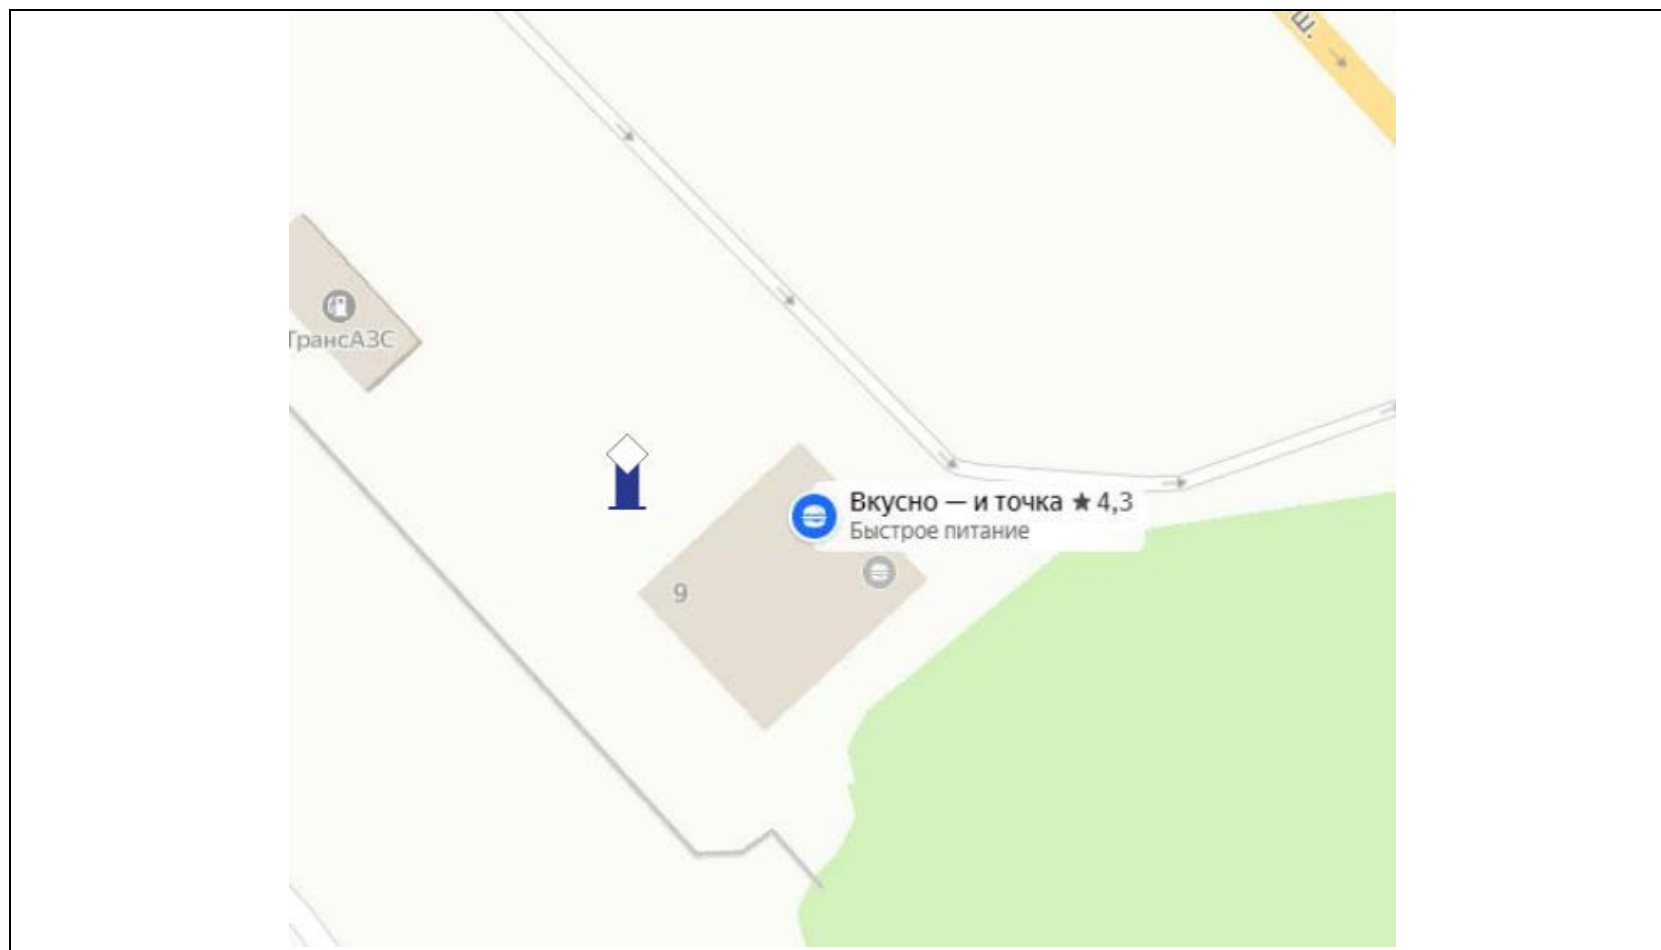 ш.
ТрансАЗС
Вкусно — и точка ★ 4,3
Быстрое питание
9